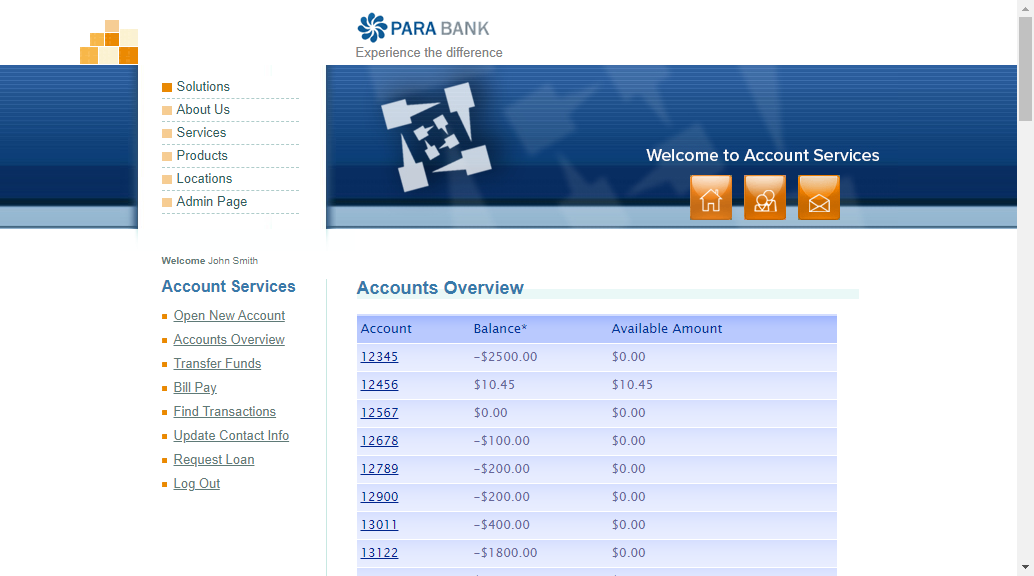 PARA BANK
Experience the difference
Solutions
About Us
Services
Products
Locations
Admin Page
Welcome to Account Services
Welcome John Smith
Account Services
Open New Account
Accounts Overview
Transfer Funds
Bill Pay
Find Transactions
Update Contact Info
Request Loan
Log Out
Accounts Overview
Account Balance* Available Amount
12345 -$2500.00 $0.00
12456 $10.45 $10.45
12567 $0.00 $0.00
12678 -$100.00 $0.00
12789 -$200.00 $0.00
12900 -$200.00 $0.00
13011 -$400.00 $0.00
13122 -$1800.00 $0.00